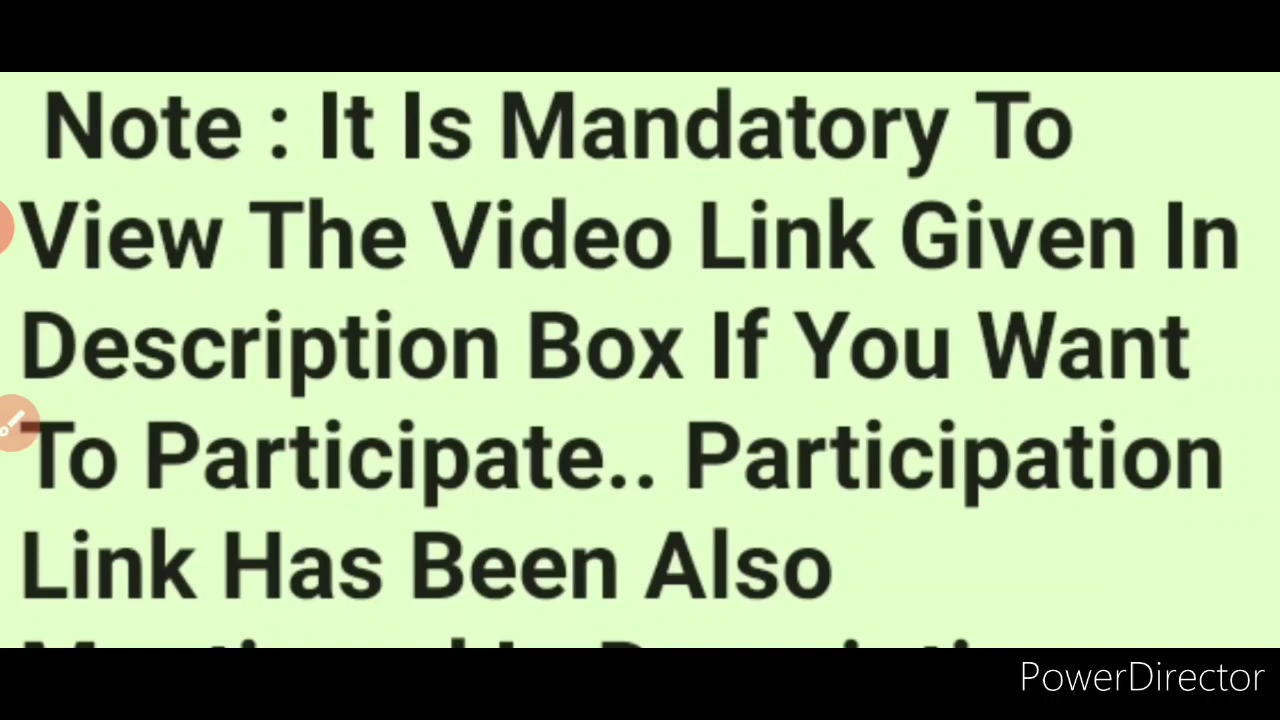 Note : It Is Mandatory To
View The Video Link Given In
Description Box If You Want
To Participate.. Participation
Link Has Been Also
PowerDirector